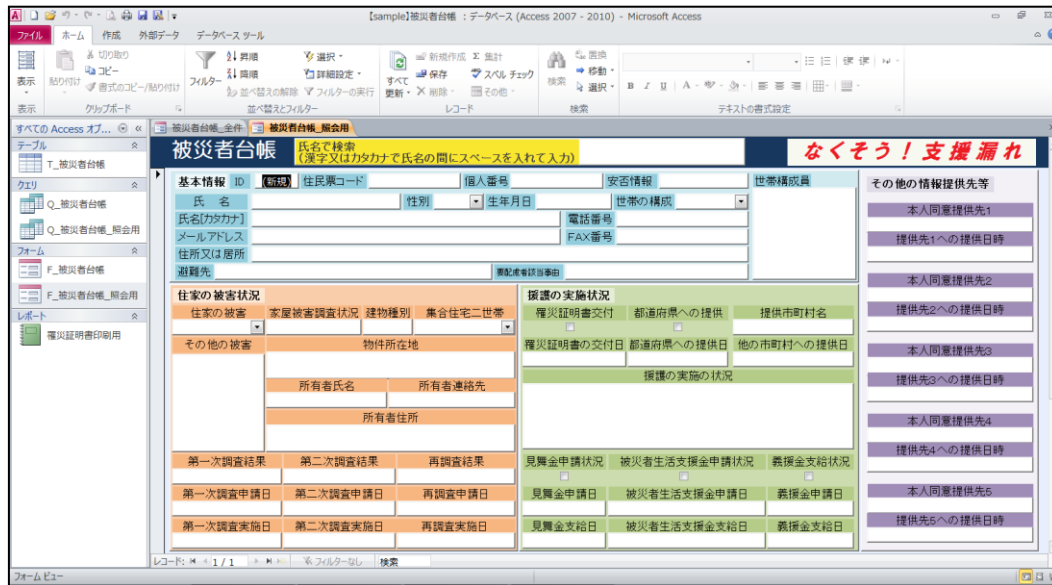 【sample】被災者台帳 : データベース (Access 2007 - 2010) - Microsoft Access
ファイル ホーム 作成 外部データ データベース ツール
表示
貼り付け
切り取り
コピー
書式のコピー/貼り付け
フィルター
昇順
降順
並べ替えの解除
選択
詳細設定
フィルターの実行
すべて更新
新規作成
保存
削除
Σ 集計
スペル チェック
その他
検索
置換
移動
選択
B I U A
表示 クリップボード 並べ替えとフィルター レコード 検索 テキストの書式設定
すべての Access オブ...
テーブル
T_被災者台帳
クエリ
Q_被災者台帳
Q_被災者台帳_照会用
フォーム
F_被災者台帳
F_被災者台帳_照会用
レポート
罹災証明書印刷用
被災者台帳_全件 被災者台帳_照会用
被災者台帳
氏名で検索
(漢字又はカタカナで氏名の間にスペースを入れて入力)
なくそう！支援漏れ
基本情報 ID (新規) 住民票コード 個人番号 安否情報 世帯構成員
氏 名 性別 生年月日 世帯の構成
氏名[カタカナ] 電話番号
メールアドレス FAX番号
住所又は居所
避難先 要配慮者該当事由
住家の被害状況
住家の被害 家屋被害調査状況 建物種別 集合住宅二世帯
その他の被害 物件所在地
所有者氏名 所有者連絡先
所有者住所
第一次調査結果 第二次調査結果 再調査結果
第一次調査申請日 第二次調査申請日 再調査申請日
第一次調査実施日 第二次調査実施日 再調査実施日
援護の実施状況
罹災証明書交付 都道府県への提供 提供市町村名
罹災証明書の交付日 都道府県への提供日 他の市町村への提供日
援護の実施の状況
見舞金申請状況 被災者生活支援金申請状況 義援金支給状況
見舞金申請日 被災者生活支援金申請日 義援金申請日
見舞金支給日 被災者生活支援金支給日 義援金支給日
その他の情報提供先等
本人同意提供先1
提供先1への提供日時
本人同意提供先2
提供先2への提供日時
本人同意提供先3
提供先3への提供日時
本人同意提供先4
提供先4への提供日時
本人同意提供先5
提供先5への提供日時
レコード: 1 / 1 フィルターなし 検索
フォーム ビュー